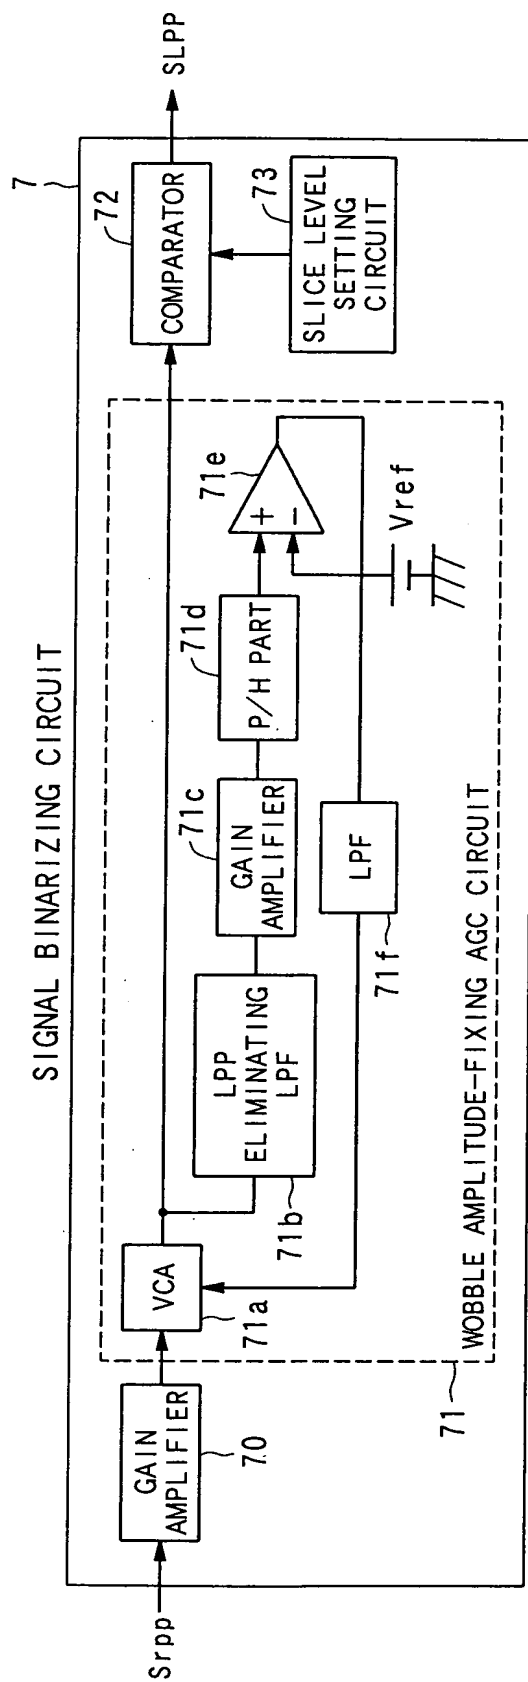 SIGNAL BINARIZING CIRCUIT
7
Srpp
GAIN
AMPLIFIER
70
VCA
71a
LPP
ELIMINATING
LPF
71b
GAIN
AMPLIFIER
71c
P/H PART
71d
+
−
71e
Vref
LPF
71f
WOBBLE AMPLITUDE-FIXING AGC CIRCUIT
71
COMPARATOR
72
SLICE LEVEL
SETTING
CIRCUIT
73
SLPP